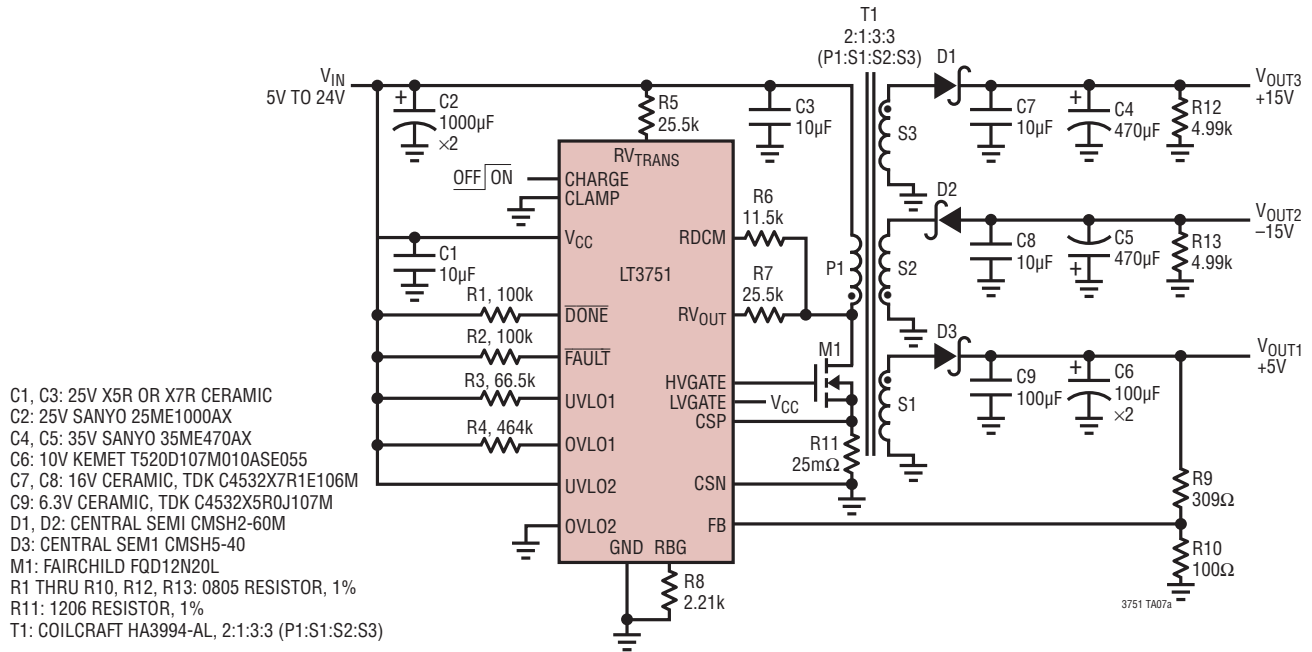 T1
2:1:3:3
(P1:S1:S2:S3)
D1
VIN
5V TO 24V
+
C2
1000µF
×2
R5
25.5k
C3
10µF
C7
10µF
+
C4
470µF
R12
4.99k
VOUT3
+15V
S3
RVTRANS
OFF ON
CHARGE
CLAMP
R6
11.5k
D2
VOUT2
–15V
VCC
RDCM
C1
10µF
LT3751
P1
S2
C8
10µF
C5
470µF
+
R13
4.99k
R7
25.5k
R1, 100k
DONE
RVOUT
D3
VOUT1
+5V
R2, 100k
FAULT
M1
R3, 66.5k
UVLO1
HVGATE
LVGATE
VCC
CSP
S1
C9
100µF
+
C6
100µF
×2
R4, 464k
OVLO1
R11
25mΩ
UVLO2
CSN
R9
309Ω
OVLO2
FB
GND
RBG
R10
100Ω
R8
2.21k
3751 TA07a
C1, C3: 25V X5R OR X7R CERAMIC
C2: 25V SANYO 25ME1000AX
C4, C5: 35V SANYO 35ME470AX
C6: 10V KEMET T520D107M010ASE055
C7, C8: 16V CERAMIC, TDK C4532X7R1E106M
C9: 6.3V CERAMIC, TDK C4532X5R0J107M
D1, D2: CENTRAL SEMI CMSH2-60M
D3: CENTRAL SEM1 CMSH5-40
M1: FAIRCHILD FQD12N20L
R1 THRU R10, R12, R13: 0805 RESISTOR, 1%
R11: 1206 RESISTOR, 1%
T1: COILCRAFT HA3994-AL, 2:1:3:3 (P1:S1:S2:S3)